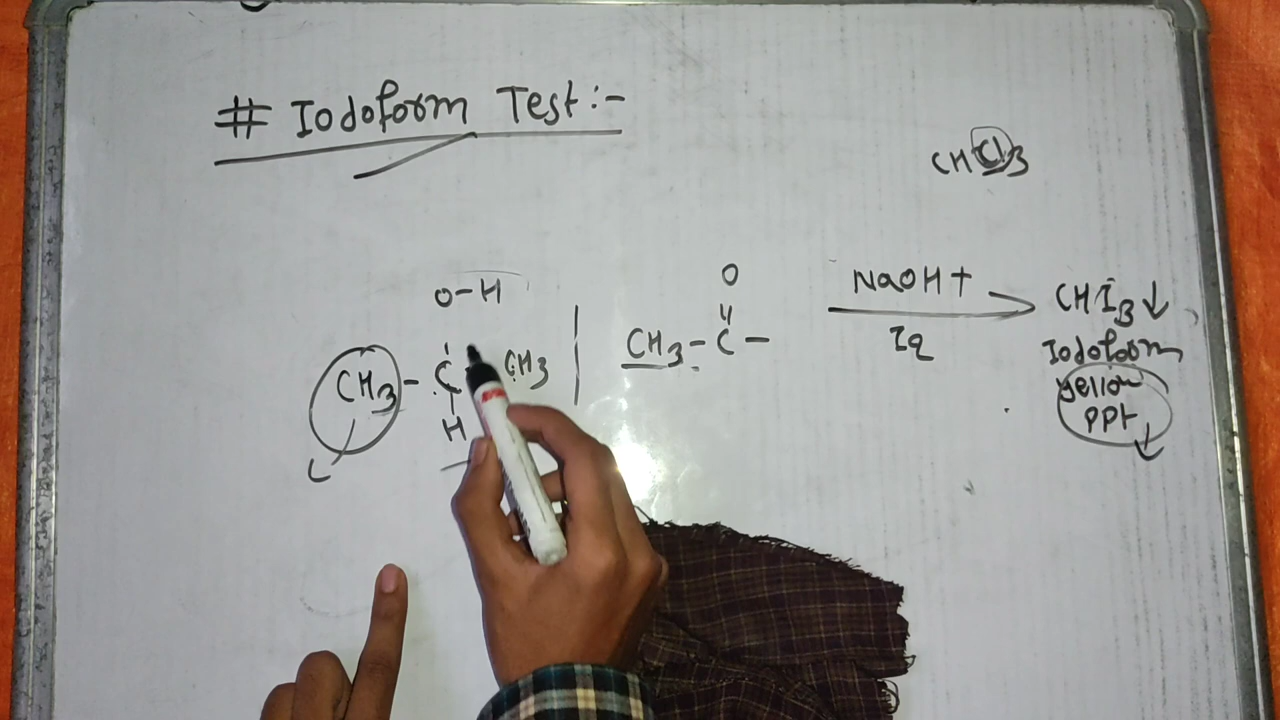 # Iodoform Test:-
CHCl3
O-H
CH3-C CH3
H
O
CH3-C-
NaOH+
I2
CHI3↓
Iodoform
yellow
ppt